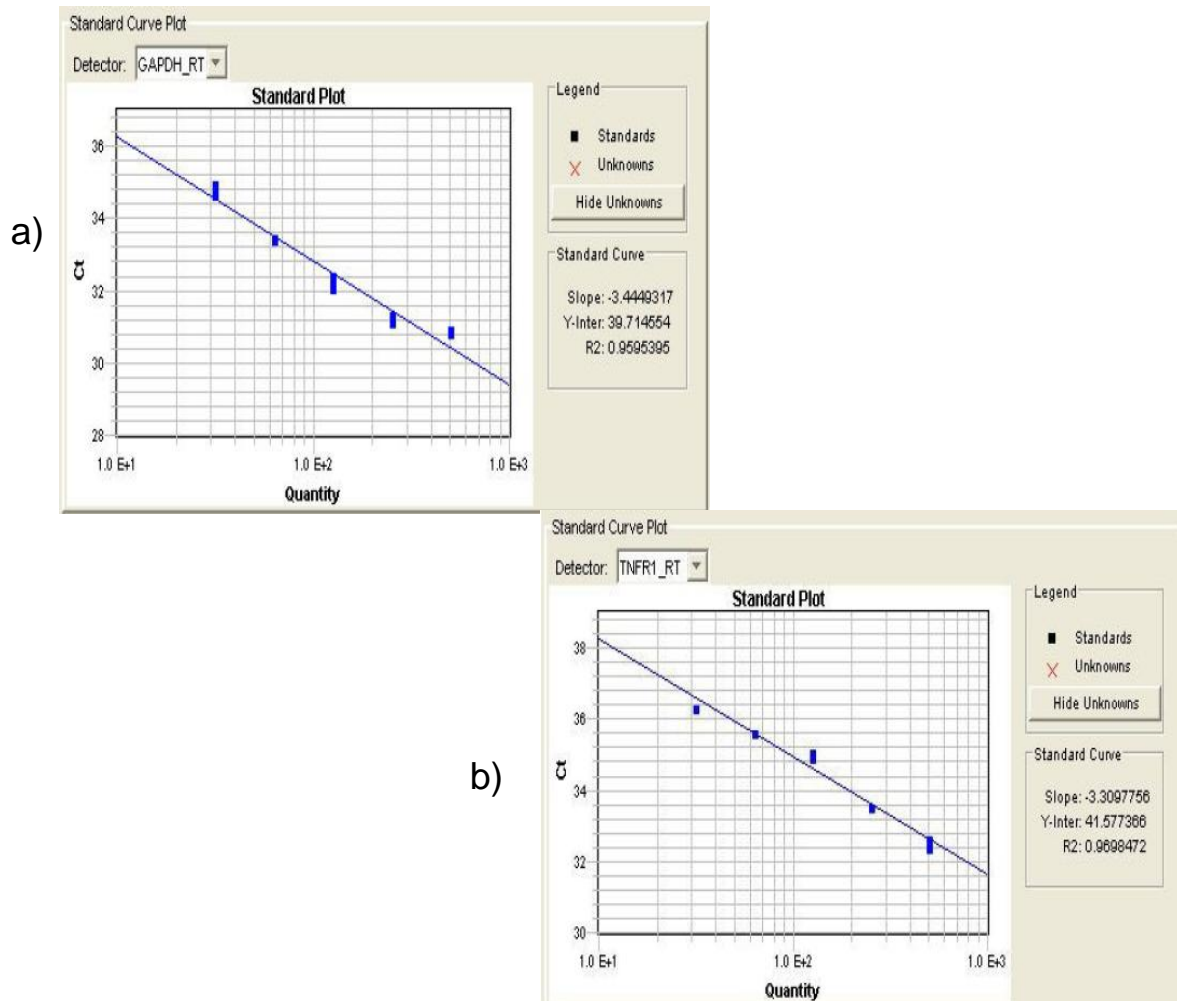 Standard Curve Plot
Detector: GAPDH_RT
Standard Plot
36
34
32
30
28
Ct
1.0 E+1
1.0 E+2
1.0 E+3
Quantity
Legend
Standards
Unknowns
Hide Unknowns
Standard Curve
Slope: -3.4449317
Y-Inter: 39.714554
R2: 0.9595395
a)
Standard Curve Plot
Detector: TNFR1_RT
Standard Plot
38
36
34
32
30
Ct
1.0 E+1
1.0 E+2
1.0 E+3
Quantity
Legend
Standards
Unknowns
Hide Unknowns
Standard Curve
Slope: -3.3097756
Y-Inter: 41.577366
R2: 0.9698472
b)